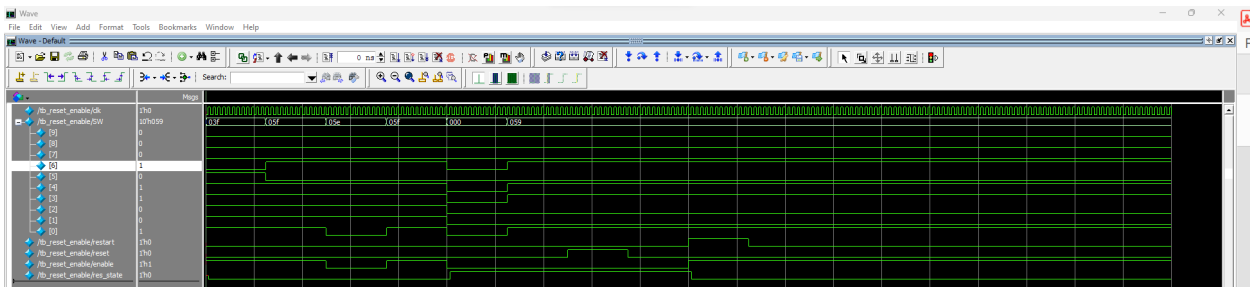 Wave
File Edit View Add Format Tools Bookmarks Window Help
Wave - Default
0 ns
Search:
Msgs
/tb_reset_enable/clk 1'h0
/tb_reset_enable/SW 10'h059 03f 05f 05e 05f 000 059
[9] 0
[8] 0
[7] 0
[6] 1
[5] 0
[4] 1
[3] 1
[2] 0
[1] 0
[0] 1
/tb_reset_enable/restart 1'h0
/tb_reset_enable/reset 1'h0
/tb_reset_enable/enable 1'h1
/tb_reset_enable/res_state 1'h0